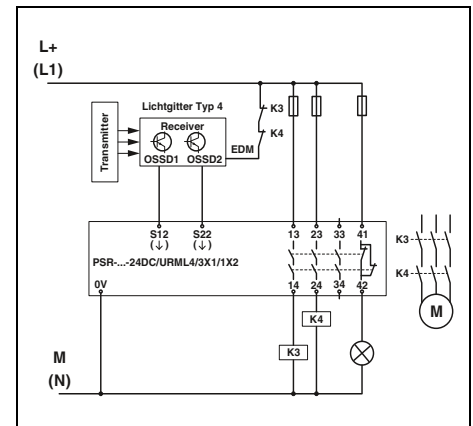 L+
(L1)
Lichtgitter Typ 4
K3
Transmitter
Receiver
K4
EDM
OSSD1 OSSD2
S12 S22 13 23 33 41
(↓) (↓)
K3
PSR-...-24DC/URML4/3X1/1X2
K4
0V 14 24 34 42
M
K4
K3
M
(N)